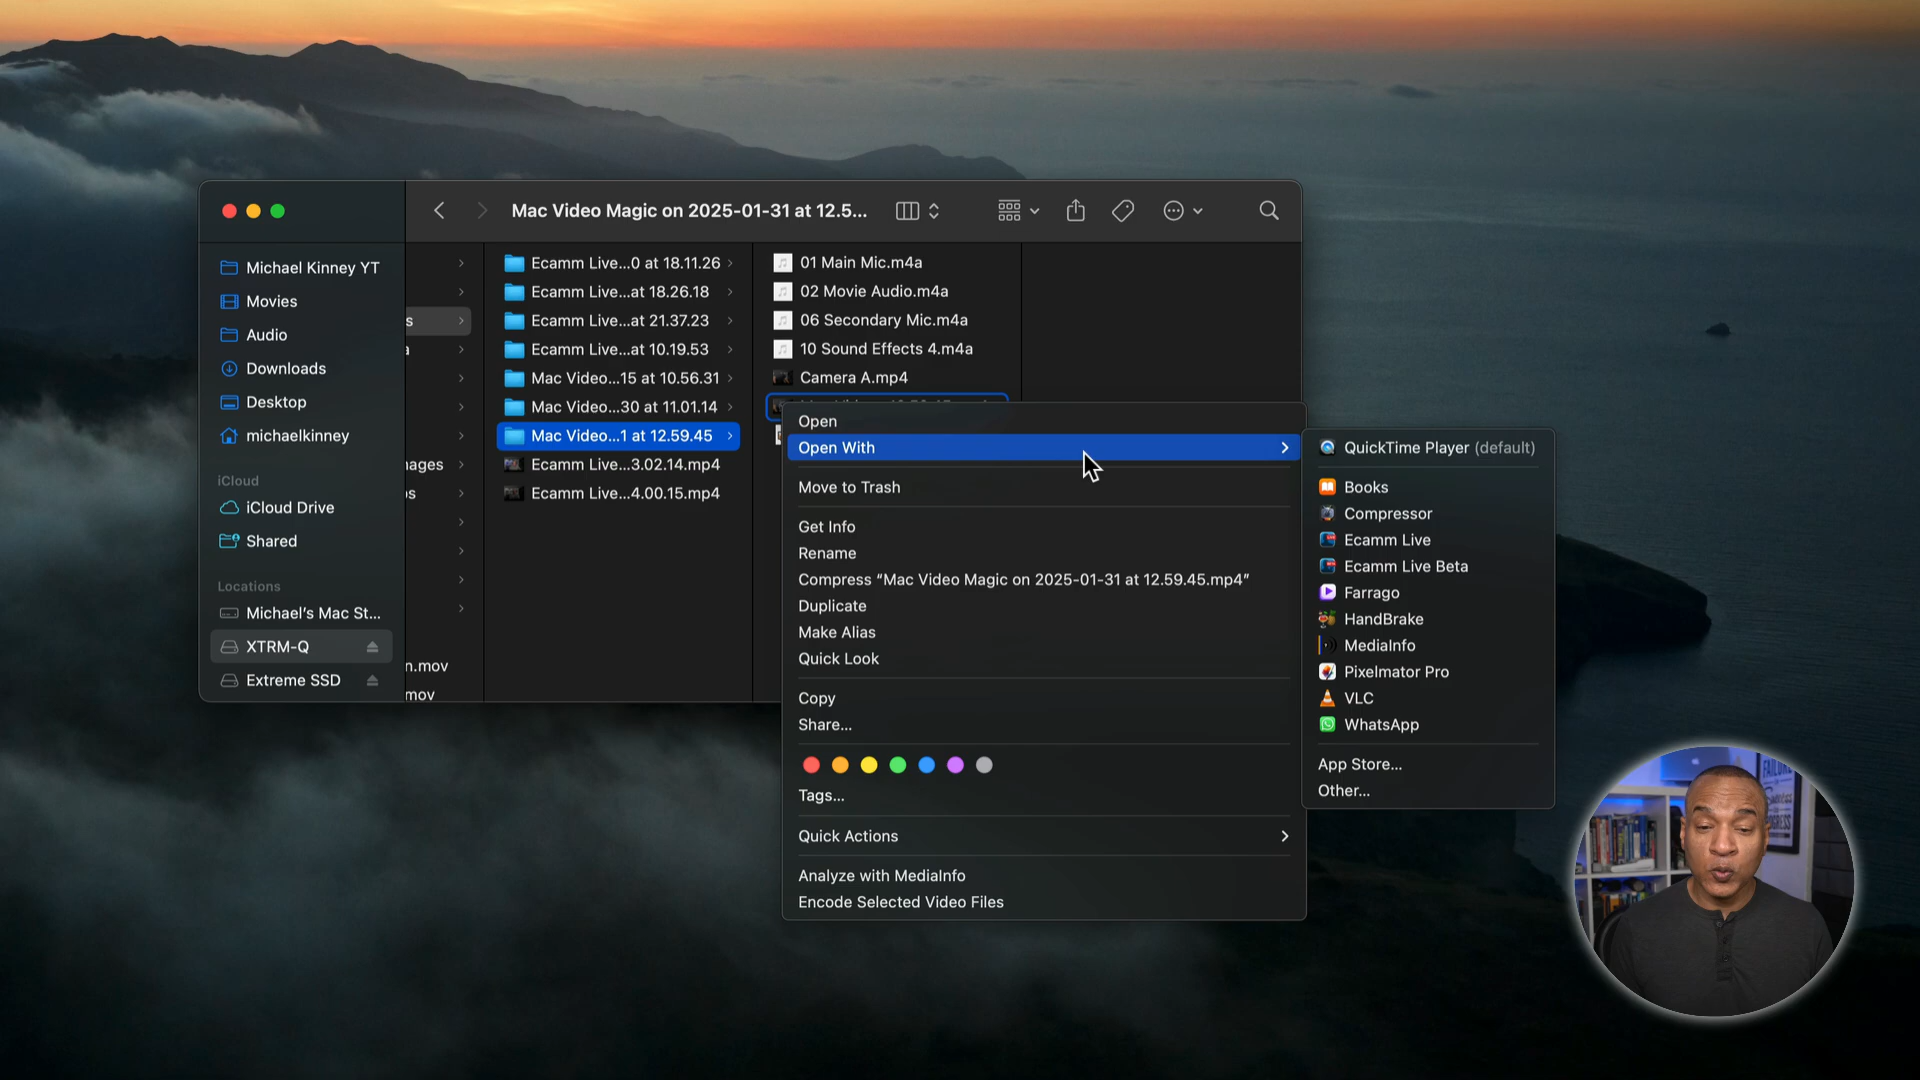 Mac Video Magic on 2025-01-31 at 12.5...
Michael Kinney YT
Movies
Audio
Downloads
Desktop
michaelkinney
iCloud
iCloud Drive
Shared
Locations
Michael's Mac St...
XTRM-Q
Extreme SSD
s
a
nages
os
n.mov
mov
Ecamm Live...0 at 18.11.26
Ecamm Live...at 18.26.18
Ecamm Live...at 21.37.23
Ecamm Live...at 10.19.53
Mac Video...15 at 10.56.31
Mac Video...30 at 11.01.14
Mac Video...1 at 12.59.45
Ecamm Live...3.02.14.mp4
Ecamm Live...4.00.15.mp4
01 Main Mic.m4a
02 Movie Audio.m4a
06 Secondary Mic.m4a
10 Sound Effects 4.m4a
Camera A.mp4
Open
Open With
Move to Trash
Get Info
Rename
Compress “Mac Video Magic on 2025-01-31 at 12.59.45.mp4”
Duplicate
Make Alias
Quick Look
Copy
Share...
Tags...
Quick Actions
Analyze with MediaInfo
Encode Selected Video Files
QuickTime Player (default)
Books
Compressor
Ecamm Live
Ecamm Live Beta
Farrago
HandBrake
MediaInfo
Pixelmator Pro
VLC
WhatsApp
App Store...
Other...